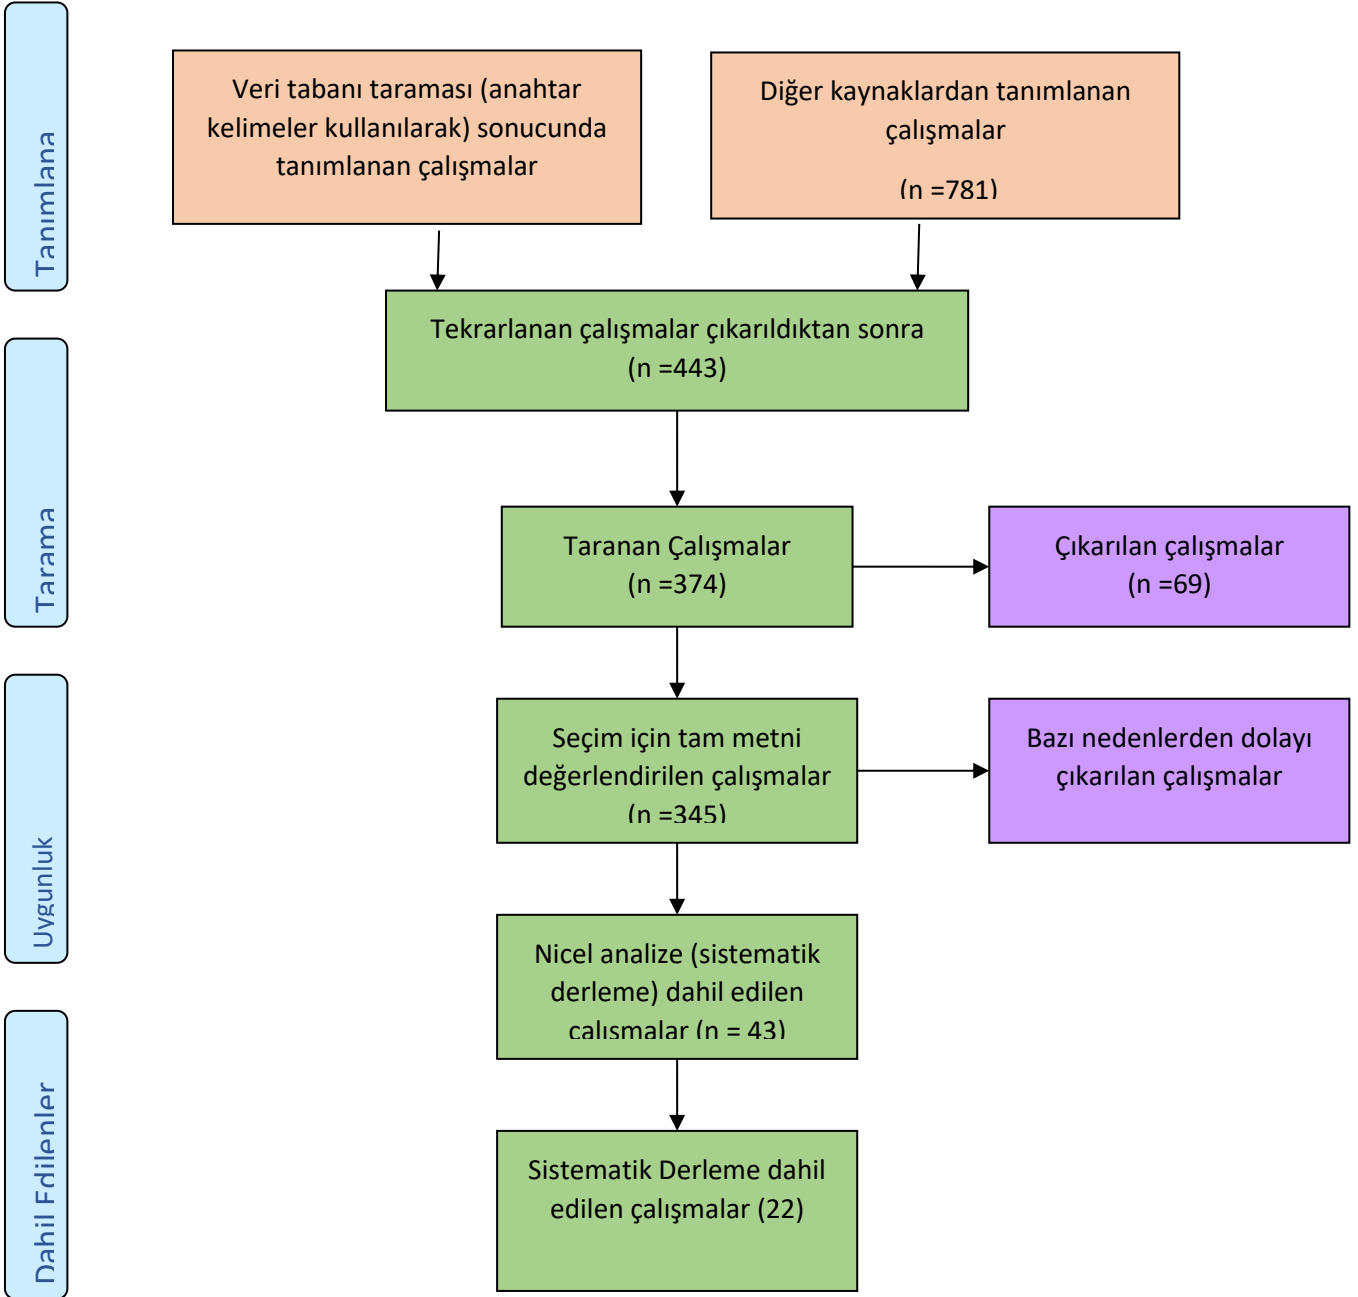 Tanımlana
Veri tabanı taraması (anahtar
kelimeler kullanılarak) sonucunda
tanımlanan çalışmalar
Diğer kaynaklardan tanımlanan
çalışmalar
(n =781)
Tekrarlanan çalışmalar çıkarıldıktan sonra
(n =443)
Tarama
Taranan Çalışmalar
(n =374)
Çıkarılan çalışmalar
(n =69)
Uygunluk
Seçim için tam metni
değerlendirilen çalışmalar
(n =345)
Bazı nedenlerden dolayı
çıkarılan çalışmalar
Nicel analize (sistematik
derleme) dahil edilen
çalışmalar (n = 43)
Dahil Edilenler
Sistematik Derleme dahil
edilen çalışmalar (22)